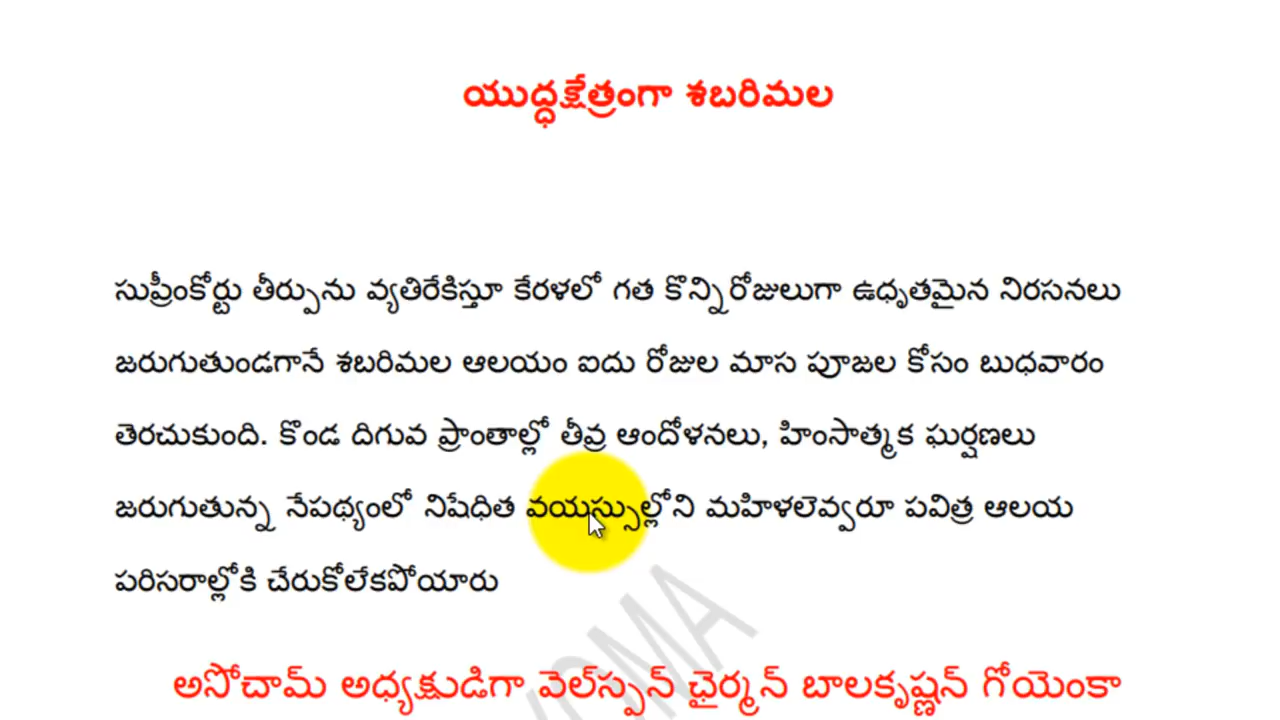 యుద్ధక్షేత్రంగా శబరిమల
సుప్రీంకోర్టు తీర్పును వ్యతిరేకిస్తూ కేరళలో గత కొన్ని రోజులుగా ఉధృతమైన నిరసనలు
జరుగుతుండగానే శబరిమల ఆలయం ఐదు రోజుల మాస పూజల కోసం బుధవారం
తెరచుకుంది. కొండ దిగువ ప్రాంతాల్లో తీవ్ర ఆందోళనలు, హింసాత్మక ఘర్షణలు
జరుగుతున్న నేపథ్యంలో నిషేధిత వయస్సుల్లోని మహిళలెవ్వరూ పవిత్ర ఆలయ
పరిసరాల్లోకి చేరుకోలేకపోయారు
అసోచామ్ అధ్యక్షుడిగా వెల్‌స్పన్ ఛైర్మన్ బాలకృష్ణన్ గోయెంకా